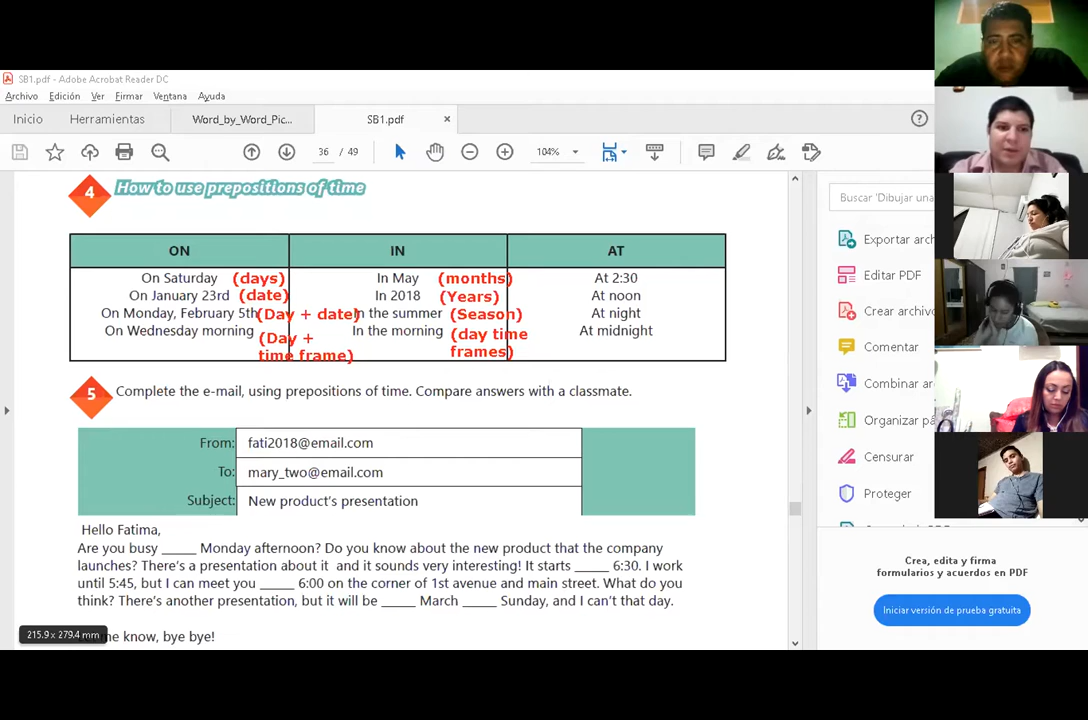 SB1.pdf - Adobe Acrobat Reader DC
Archivo Edición Ver Firmar Ventana Ayuda
Inicio Herramientas Word_by_Word_Pic... SB1.pdf ×
36 / 49 104%
4 How to use prepositions of time
ON IN AT
On Saturday (days) In May (months) At 2:30
On January 23rd (date) In 2018 (Years) At noon
On Monday, February 5th (Day + date) In the summer (Season) At night
On Wednesday morning (Day + time frame) In the morning (day time frames) At midnight
5 Complete the e-mail, using prepositions of time. Compare answers with a classmate.
From: fati2018@email.com
To: mary_two@email.com
Subject: New product's presentation
Hello Fatima,
Are you busy _____ Monday afternoon? Do you know about the new product that the company
launches? There's a presentation about it and it sounds very interesting! It starts _____ 6:30. I work
until 5:45, but I can meet you _____ 6:00 on the corner of 1st avenue and main street. What do you
think? There's another presentation, but it will be _____ March _____ Sunday, and I can't that day.
me know, bye bye!
215.9 x 279.4 mm
Buscar 'Dibujar una
Exportar arch
Editar PDF
Crear archivo
Comentar
Combinar ar
Organizar pá
Censurar
Proteger
Crea, edita y firma
formularios y acuerdos en PDF
Iniciar versión de prueba gratuita